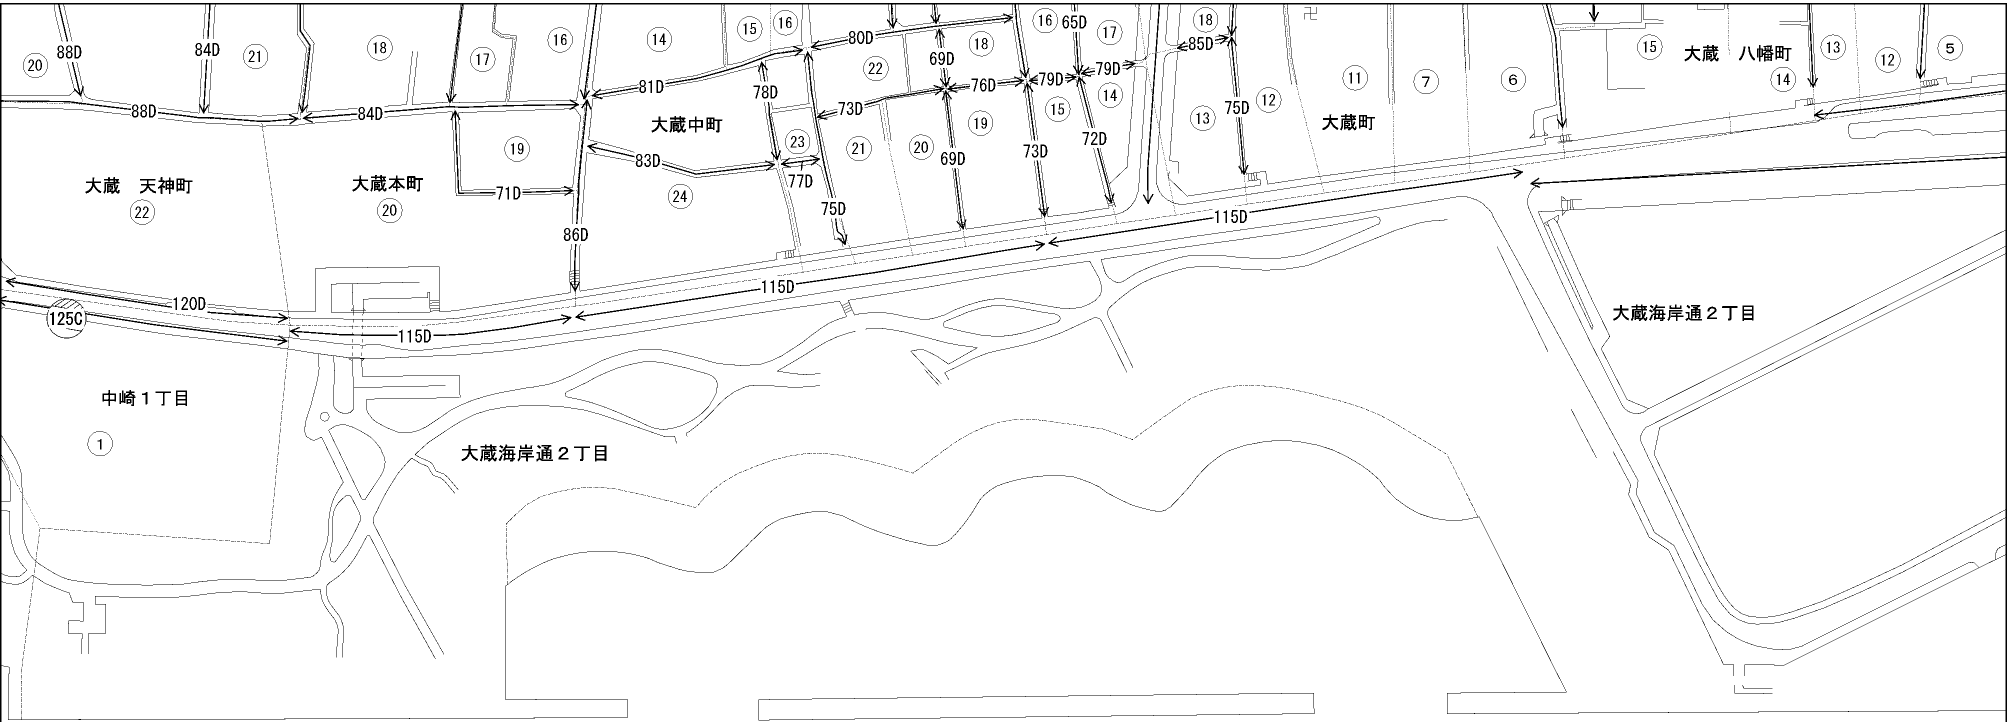 18
16
15
16
16
65D
17
18
14
80D
18
85D
大蔵　八幡町
15
13
5
12
20
88D
84D
21
17
22
69D
79D
79D
11
7
6
14
81D
78D
76D
14
88D
84D
73D
15
75D
12
大蔵中町
大蔵町
13
19
19
23
21
20
72D
83D
77D
69D
73D
大蔵　天神町
22
大蔵本町
20
71D
24
75D
86D
115D
120D
125C
115D
115D
大蔵海岸通２丁目
中崎１丁目
1
大蔵海岸通２丁目